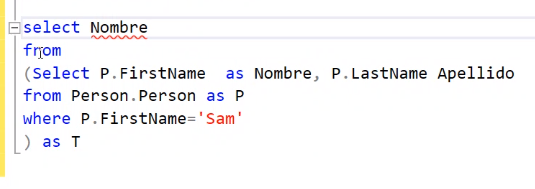 select Nombre
from
(Select P.FirstName  as Nombre, P.LastName Apellido
from Person.Person as P
where P.FirstName='Sam'
) as T